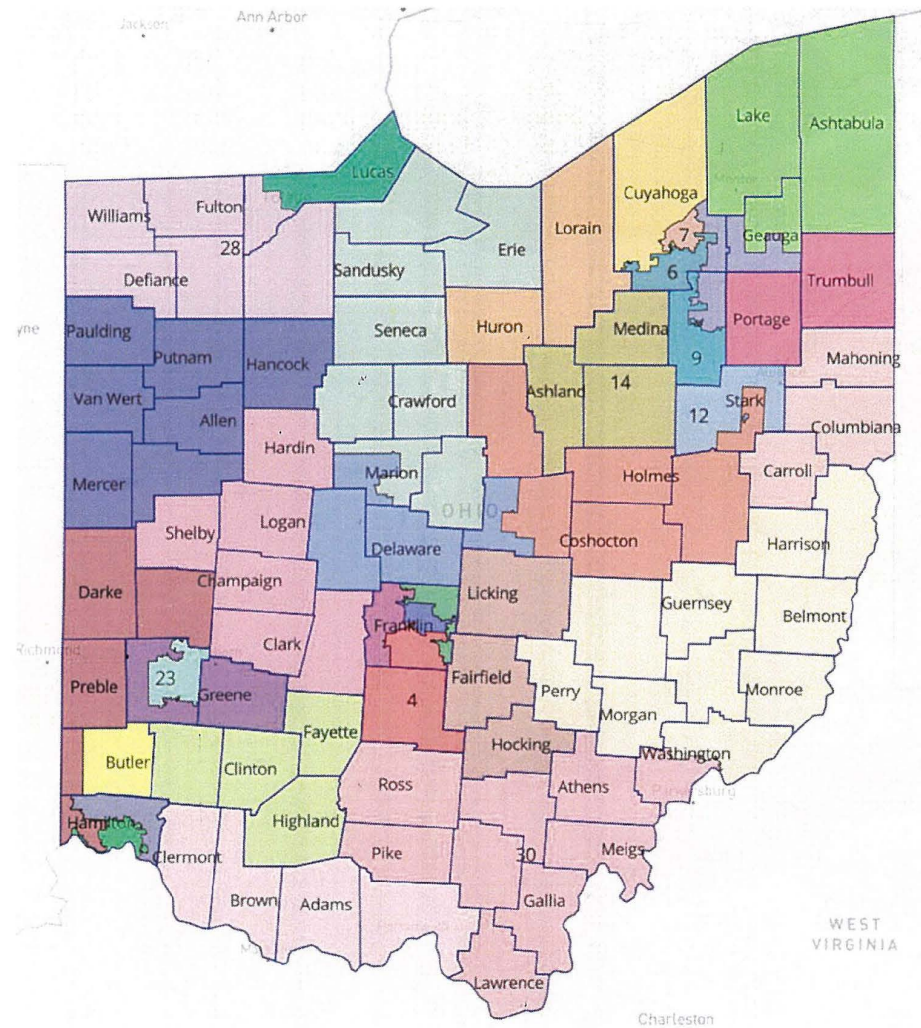 Jackson
Ann Arbor
Lake
Ashtabula
Lucas
Cuyahoga
Williams
Fulton
Lorain
7
Geauga
28
Erie
6
Defiance
Sandusky
Trumbull
Paulding
Seneca
Huron
Medina
Portage
Putnam
Hancock
9
Mahoning
Van Wert
Crawford
Ashland
14
12
Stark
Allen
Columbiana
Hardin
Marion
Holmes
Carroll
Mercer
OHIO
Shelby
Logan
Delaware
Coshocton
Harrison
Champaign
Darke
Licking
Guernsey
Belmont
Clark
Franklin
Richmond
Preble
23
Greene
4
Fairfield
Perry
Monroe
Morgan
Fayette
Hocking
Washington
Butler
Clinton
Ross
Athens
Parkersburg
Hamilton
Highland
Clermont
Pike
30
Meigs
Brown
Adams
Gallia
WEST
VIRGINIA
Lawrence
Charleston